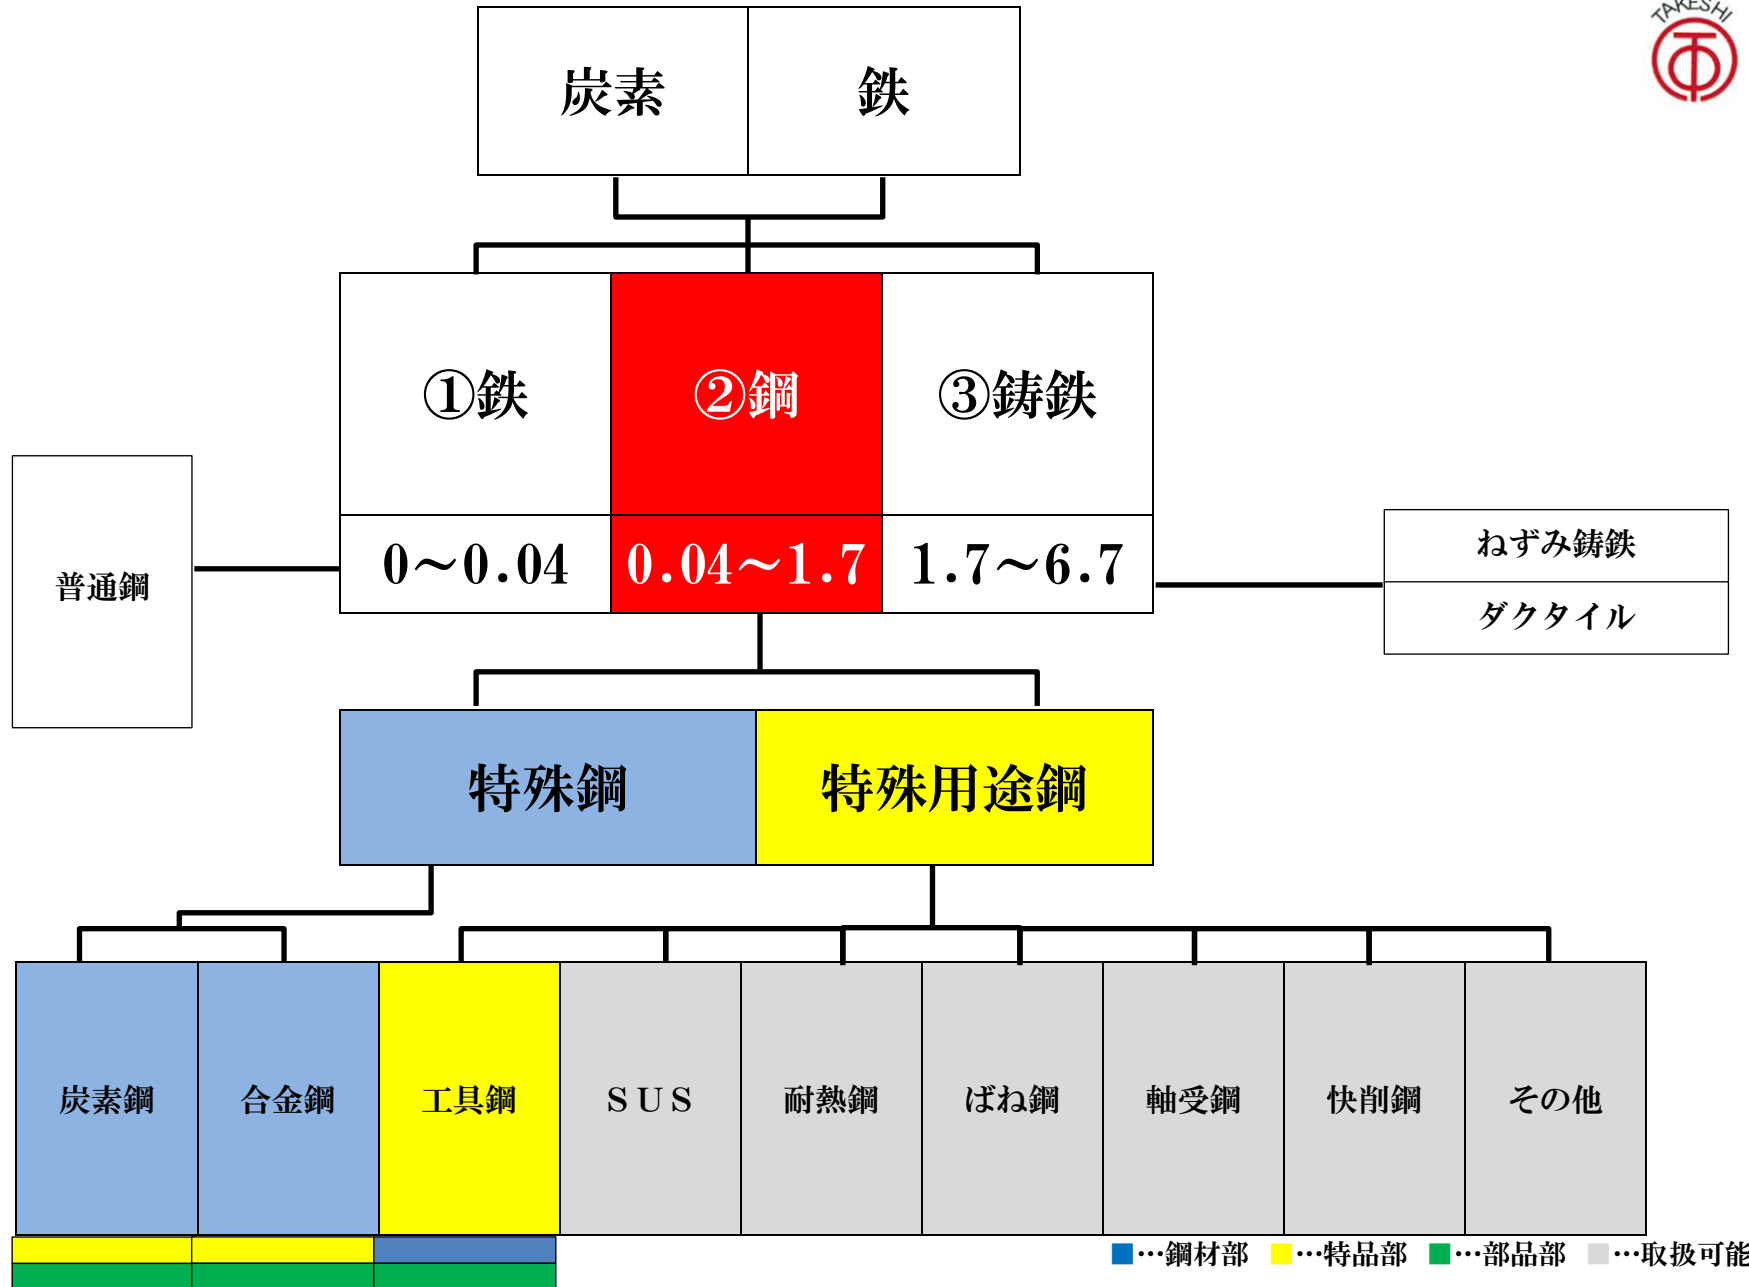 TAKESHI
炭素 鉄
①鉄 ②鋼 ③鋳鉄
0～0.04 0.04～1.7 1.7～6.7
普通鋼
ねずみ鋳鉄
ダクタイル
特殊鋼 特殊用途鋼
炭素鋼 合金鋼 工具鋼 ＳＵＳ 耐熱鋼 ばね鋼 軸受鋼 快削鋼 その他
■…鋼材部 ■…特品部 ■…部品部 ■…取扱可能